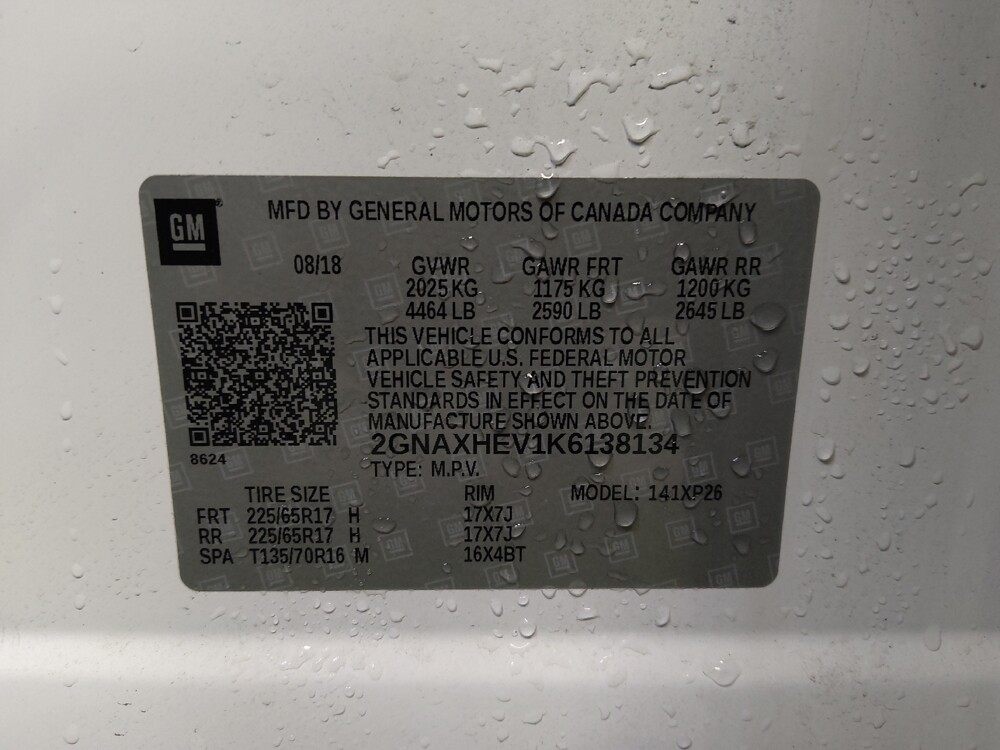 GM
MFD BY GENERAL MOTORS OF CANADA COMPANY
08/18 GVWR GAWR FRT GAWR RR
2025 KG 1175 KG 1200 KG
4464 LB 2590 LB 2645 LB
THIS VEHICLE CONFORMS TO ALL
APPLICABLE U.S. FEDERAL MOTOR
VEHICLE SAFETY AND THEFT PREVENTION
STANDARDS IN EFFECT ON THE DATE OF
MANUFACTURE SHOWN ABOVE.
2GNAXHEV1K6138134
8624
TYPE: M.P.V.
TIRE SIZE RIM MODEL: 141XP26
FRT 225/65R17 H 17X7J
RR 225/65R17 H 17X7J
SPA T135/70R16 M 16X4BT